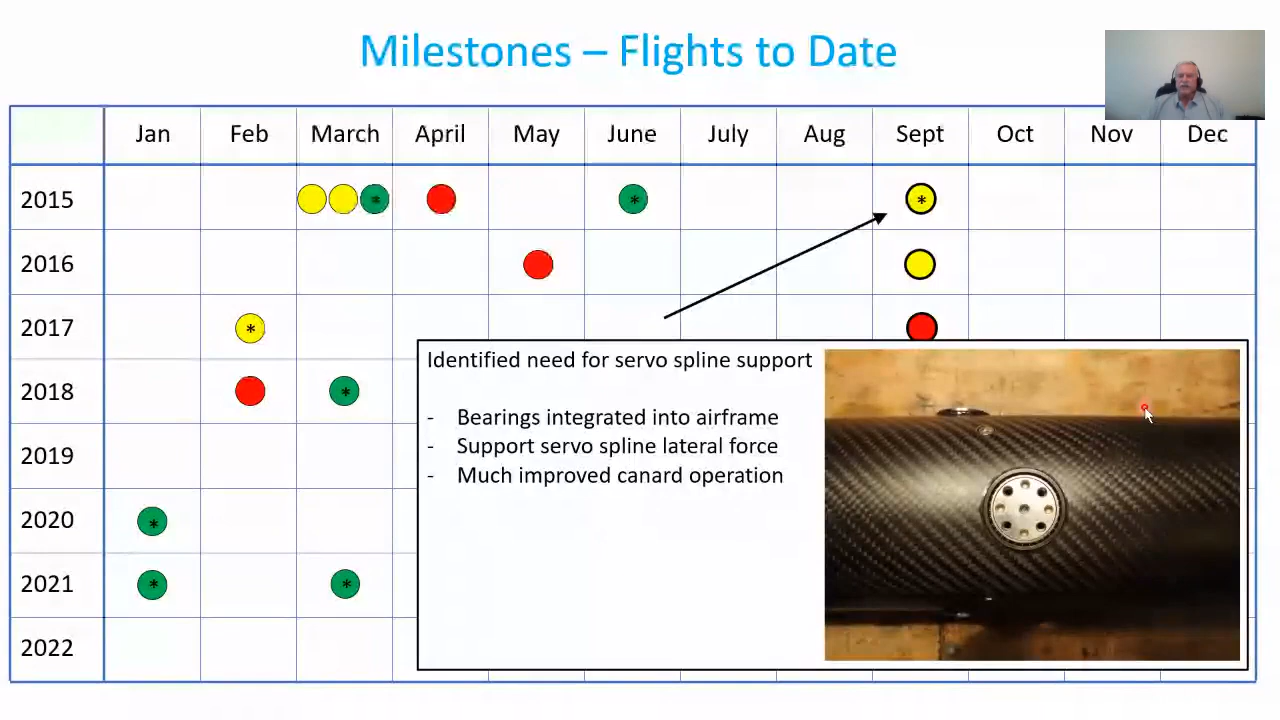 Milestones – Flights to Date
Jan Feb March April May June July Aug Sept Oct Nov Dec
2015 * * * *
2016
2017 *
2018 *
2019
2020 *
2021 * *
2022
Identified need for servo spline support
- Bearings integrated into airframe
- Support servo spline lateral force
- Much improved canard operation